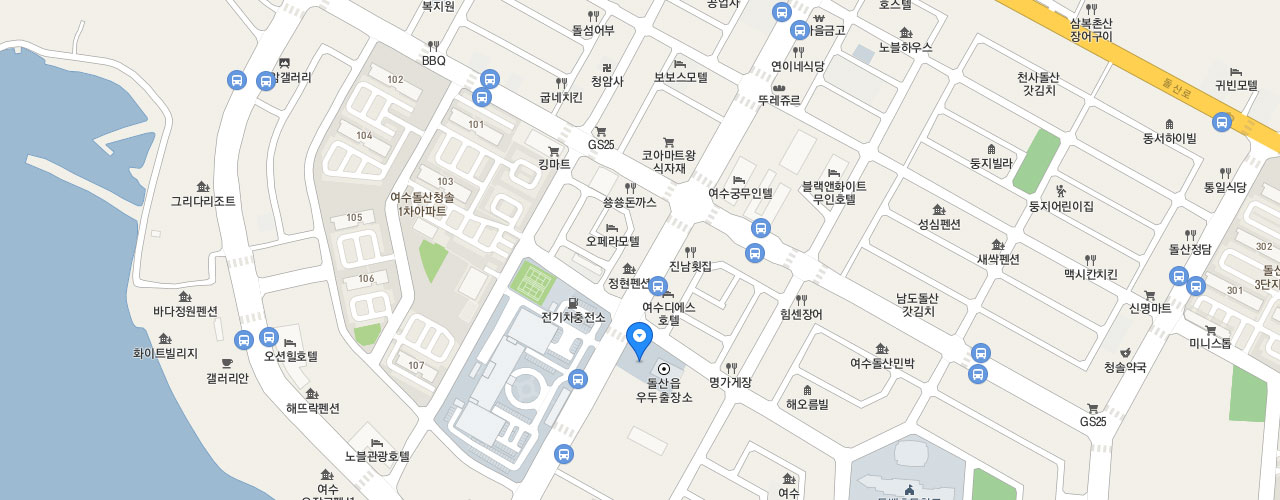 복지원
돌섬어부
호스텔
삼복촌산
장어구이
마을금고
노블하우스
BBQ
청암사
보보스모텔
연이네식당
천사돌산
갓김치
귀빈모텔
돌산로
102
굽네치킨
뚜레쥬르
101
104
GS25
킹마트
코아마트왕
식자재
동서하이빌
둥지빌라
103
여수돌산청솔
1차아파트
그리다리조트
숑숑돈까스
여수궁무인텔
블랙앤화이트
무인호텔
통일식당
둥지어린이집
105
오페라모텔
성심펜션
돌산정담
302
새싹펜션
진남횟집
맥시칸치킨
106
정현펜션
301
바다정원펜션
전기차충전소
여수디에스
호텔
힘센장어
남도돌산
갓김치
신명마트
화이트빌리지
오션힐호텔
미니스톱
갤러리안
107
돌산읍
우두출장소
명가게장
여수돌산민박
청솔약국
해뜨락펜션
해오름빌
GS25
노블관광호텔
여수
여수